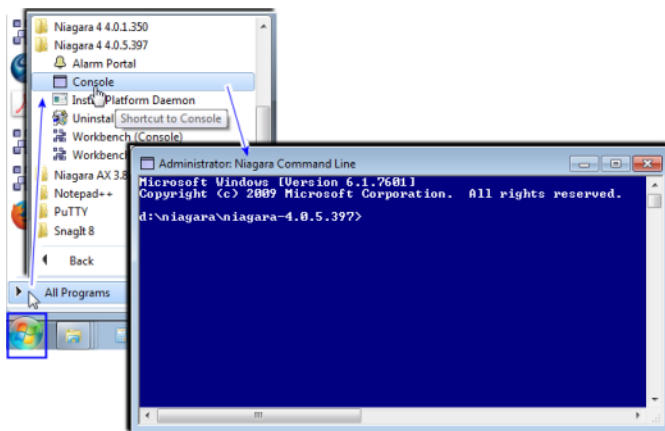 Niagara 4 4.0.1.350
Niagara 4 4.0.5.397
Alarm Portal
Console
Platform Daemon
Shortcut to Console
Uninstal
Workbench (Console)
Workbenc
Niagara AX 3.8
Notepad++
PuTTY
SnagIt 8
Back
All Programs
Administrator: Niagara Command Line
Microsoft Windows [Version 6.1.7601]
Copyright (c) 2009 Microsoft Corporation.  All rights reserved.
d:\niagara\niagara-4.0.5.397>